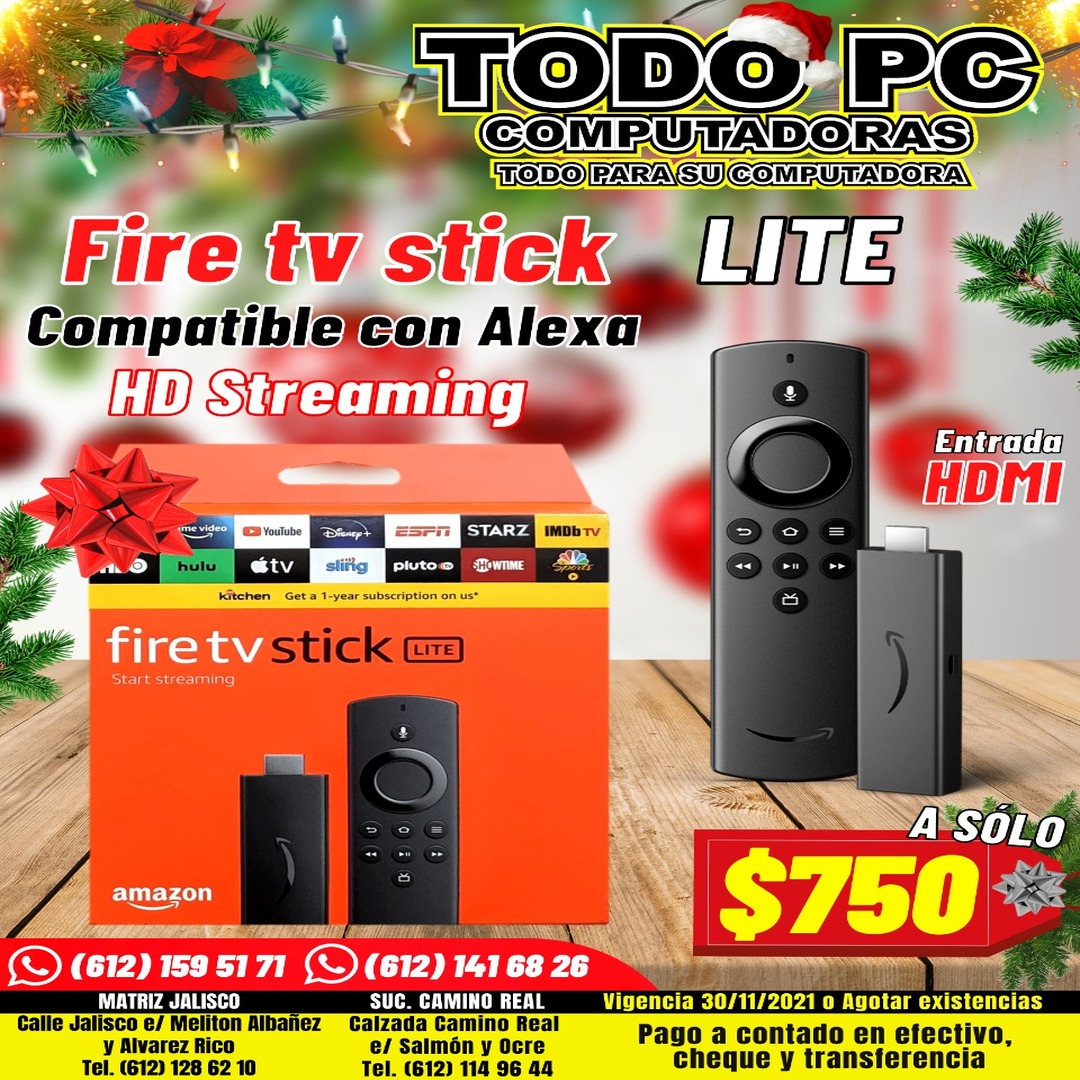 TODO PC
COMPUTADORAS
TODO PARA SU COMPUTADORA
Fire tv stick LITE
Compatible con Alexa
HD Streaming
Entrada
HDMI
me video YouTube Disney+ ESPN STARZ IMDb TV
hulu tv sling pluto tv SHOWTIME Sports
kitchen Get a 1-year subscription on us*
fire tv stick LITE
Start streaming
amazon
A SÓLO
$750
(612) 159 51 71 (612) 141 68 26
MATRIZ JALISCO
Calle Jalisco e/ Meliton Albañez
y Alvarez Rico
Tel. (612) 128 62 10
SUC. CAMINO REAL
Calzada Camino Real
e/ Salmón y Ocre
Tel. (612) 114 96 44
Vigencia 30/11/2021 o Agotar existencias
Pago a contado en efectivo,
cheque y transferencia